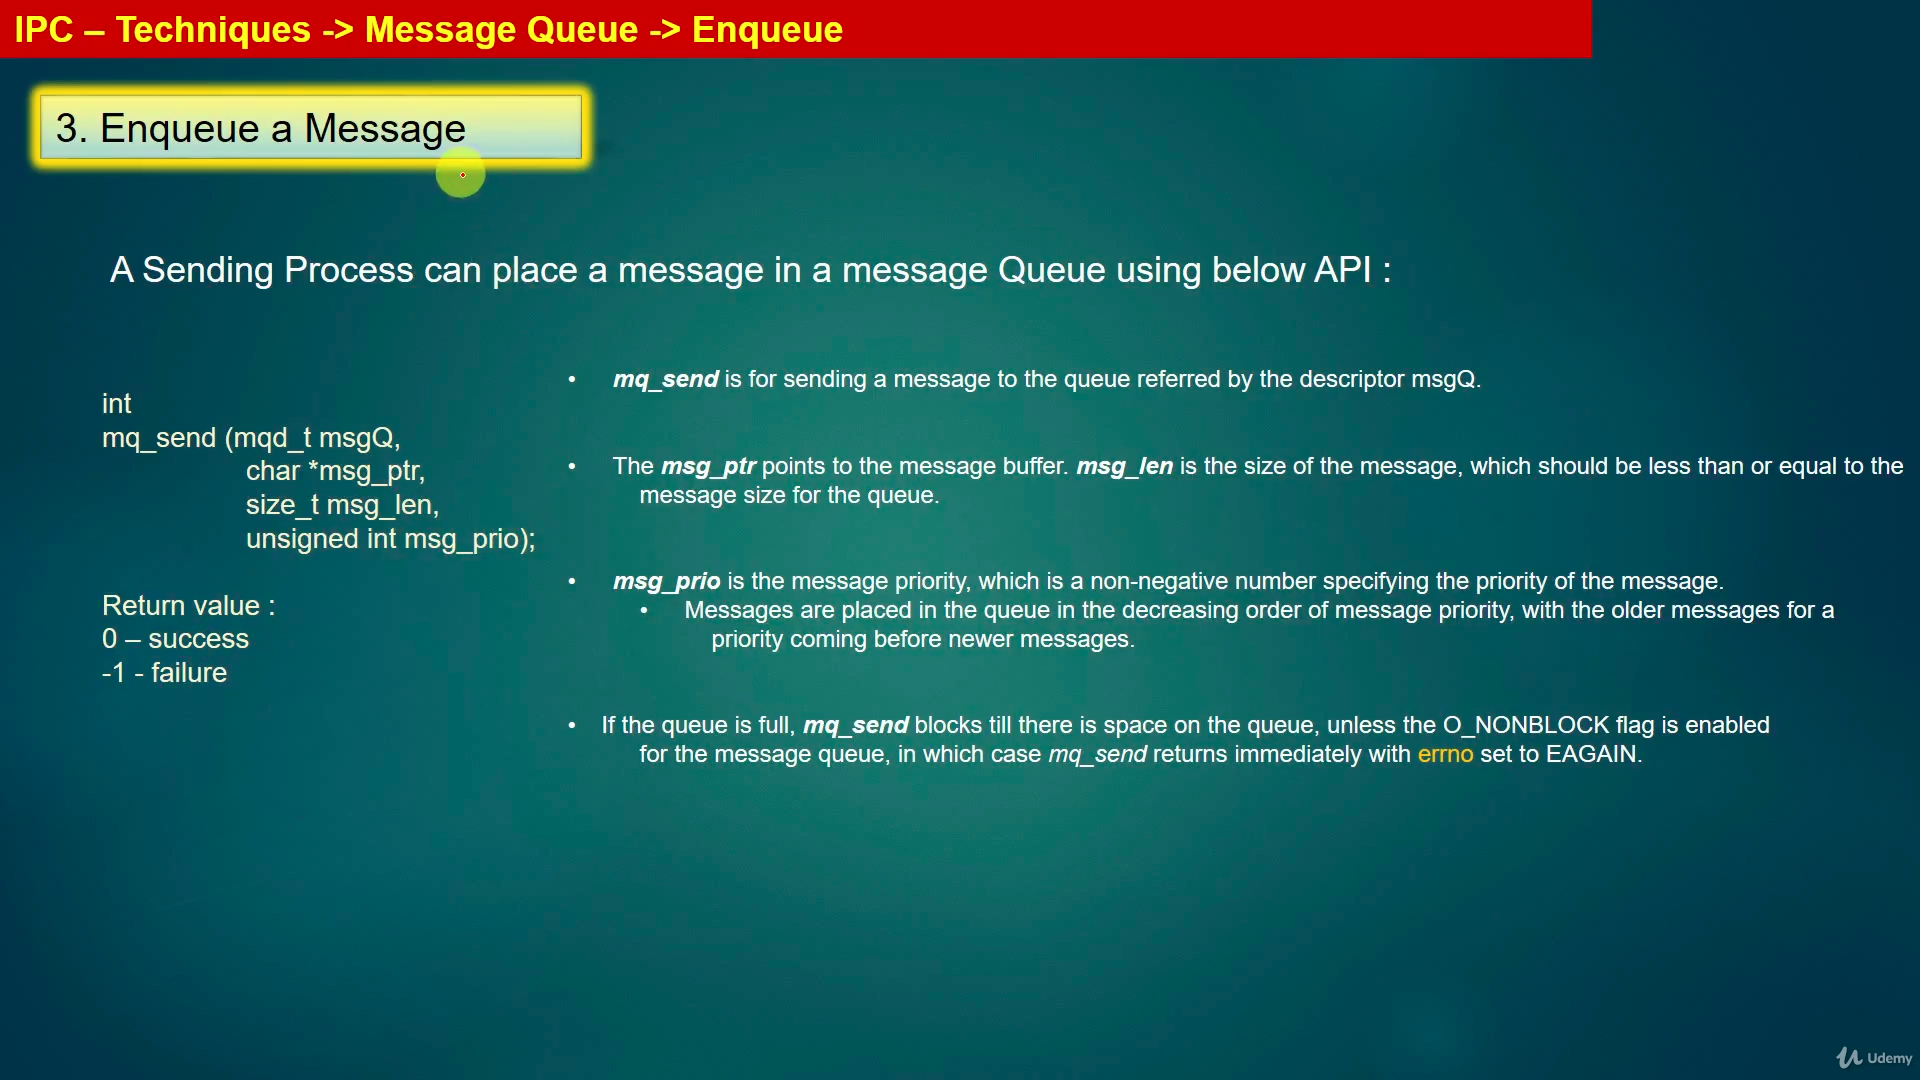 IPC – Techniques -> Message Queue -> Enqueue
3. Enqueue a Message
A Sending Process can place a message in a message Queue using below API :
int
mq_send (mqd_t msgQ,
char *msg_ptr,
size_t msg_len,
unsigned int msg_prio);
Return value :
0 – success
-1 - failure
• mq_send is for sending a message to the queue referred by the descriptor msgQ.
• The msg_ptr points to the message buffer. msg_len is the size of the message, which should be less than or equal to the
message size for the queue.
• msg_prio is the message priority, which is a non-negative number specifying the priority of the message.
• Messages are placed in the queue in the decreasing order of message priority, with the older messages for a
priority coming before newer messages.
• If the queue is full, mq_send blocks till there is space on the queue, unless the O_NONBLOCK flag is enabled
for the message queue, in which case mq_send returns immediately with errno set to EAGAIN.
Udemy